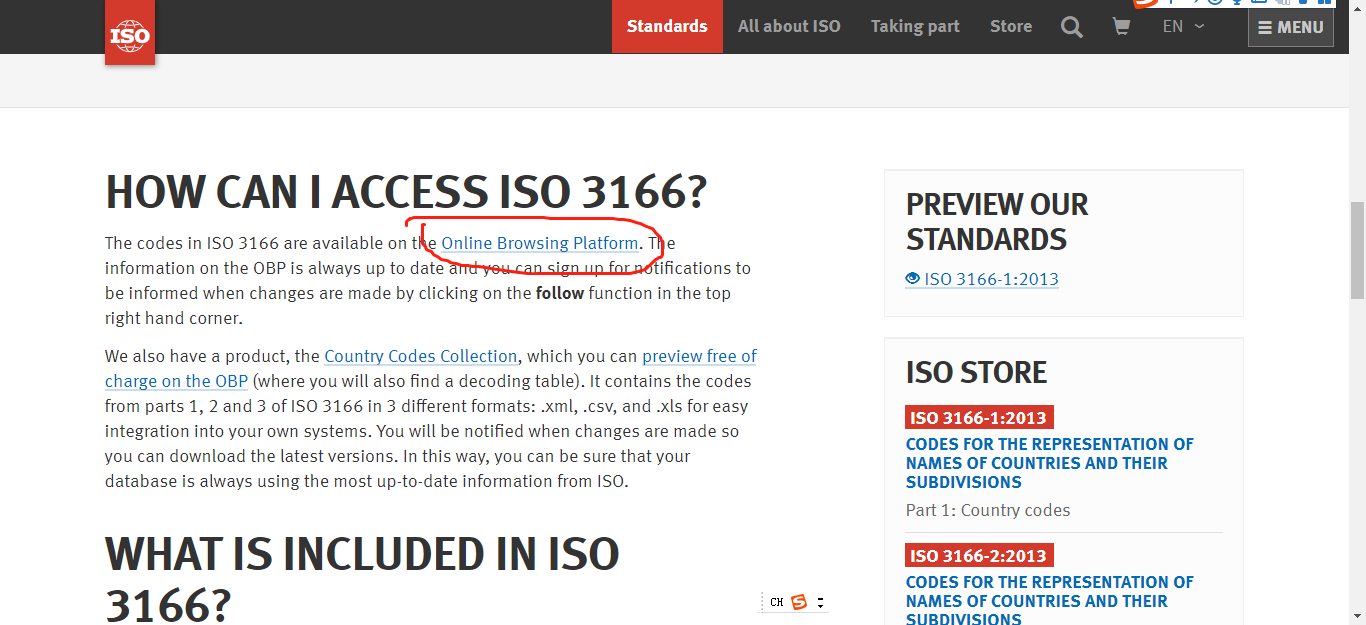 ISO
Standards
All about ISO
Taking part
Store
EN
MENU
HOW CAN I ACCESS ISO 3166?
The codes in ISO 3166 are available on the Online Browsing Platform. The
information on the OBP is always up to date and you can sign up for notifications to
be informed when changes are made by clicking on the follow function in the top
right hand corner.
We also have a product, the Country Codes Collection, which you can preview free of
charge on the OBP (where you will also find a decoding table). It contains the codes
from parts 1, 2 and 3 of ISO 3166 in 3 different formats: .xml, .csv, and .xls for easy
integration into your own systems. You will be notified when changes are made so
you can download the latest versions. In this way, you can be sure that your
database is always using the most up-to-date information from ISO.
WHAT IS INCLUDED IN ISO
3166?
PREVIEW OUR
STANDARDS
ISO 3166-1:2013
ISO STORE
ISO 3166-1:2013
CODES FOR THE REPRESENTATION OF
NAMES OF COUNTRIES AND THEIR
SUBDIVISIONS
Part 1: Country codes
ISO 3166-2:2013
CODES FOR THE REPRESENTATION OF
NAMES OF COUNTRIES AND THEIR
SUBDIVISIONS
CH S